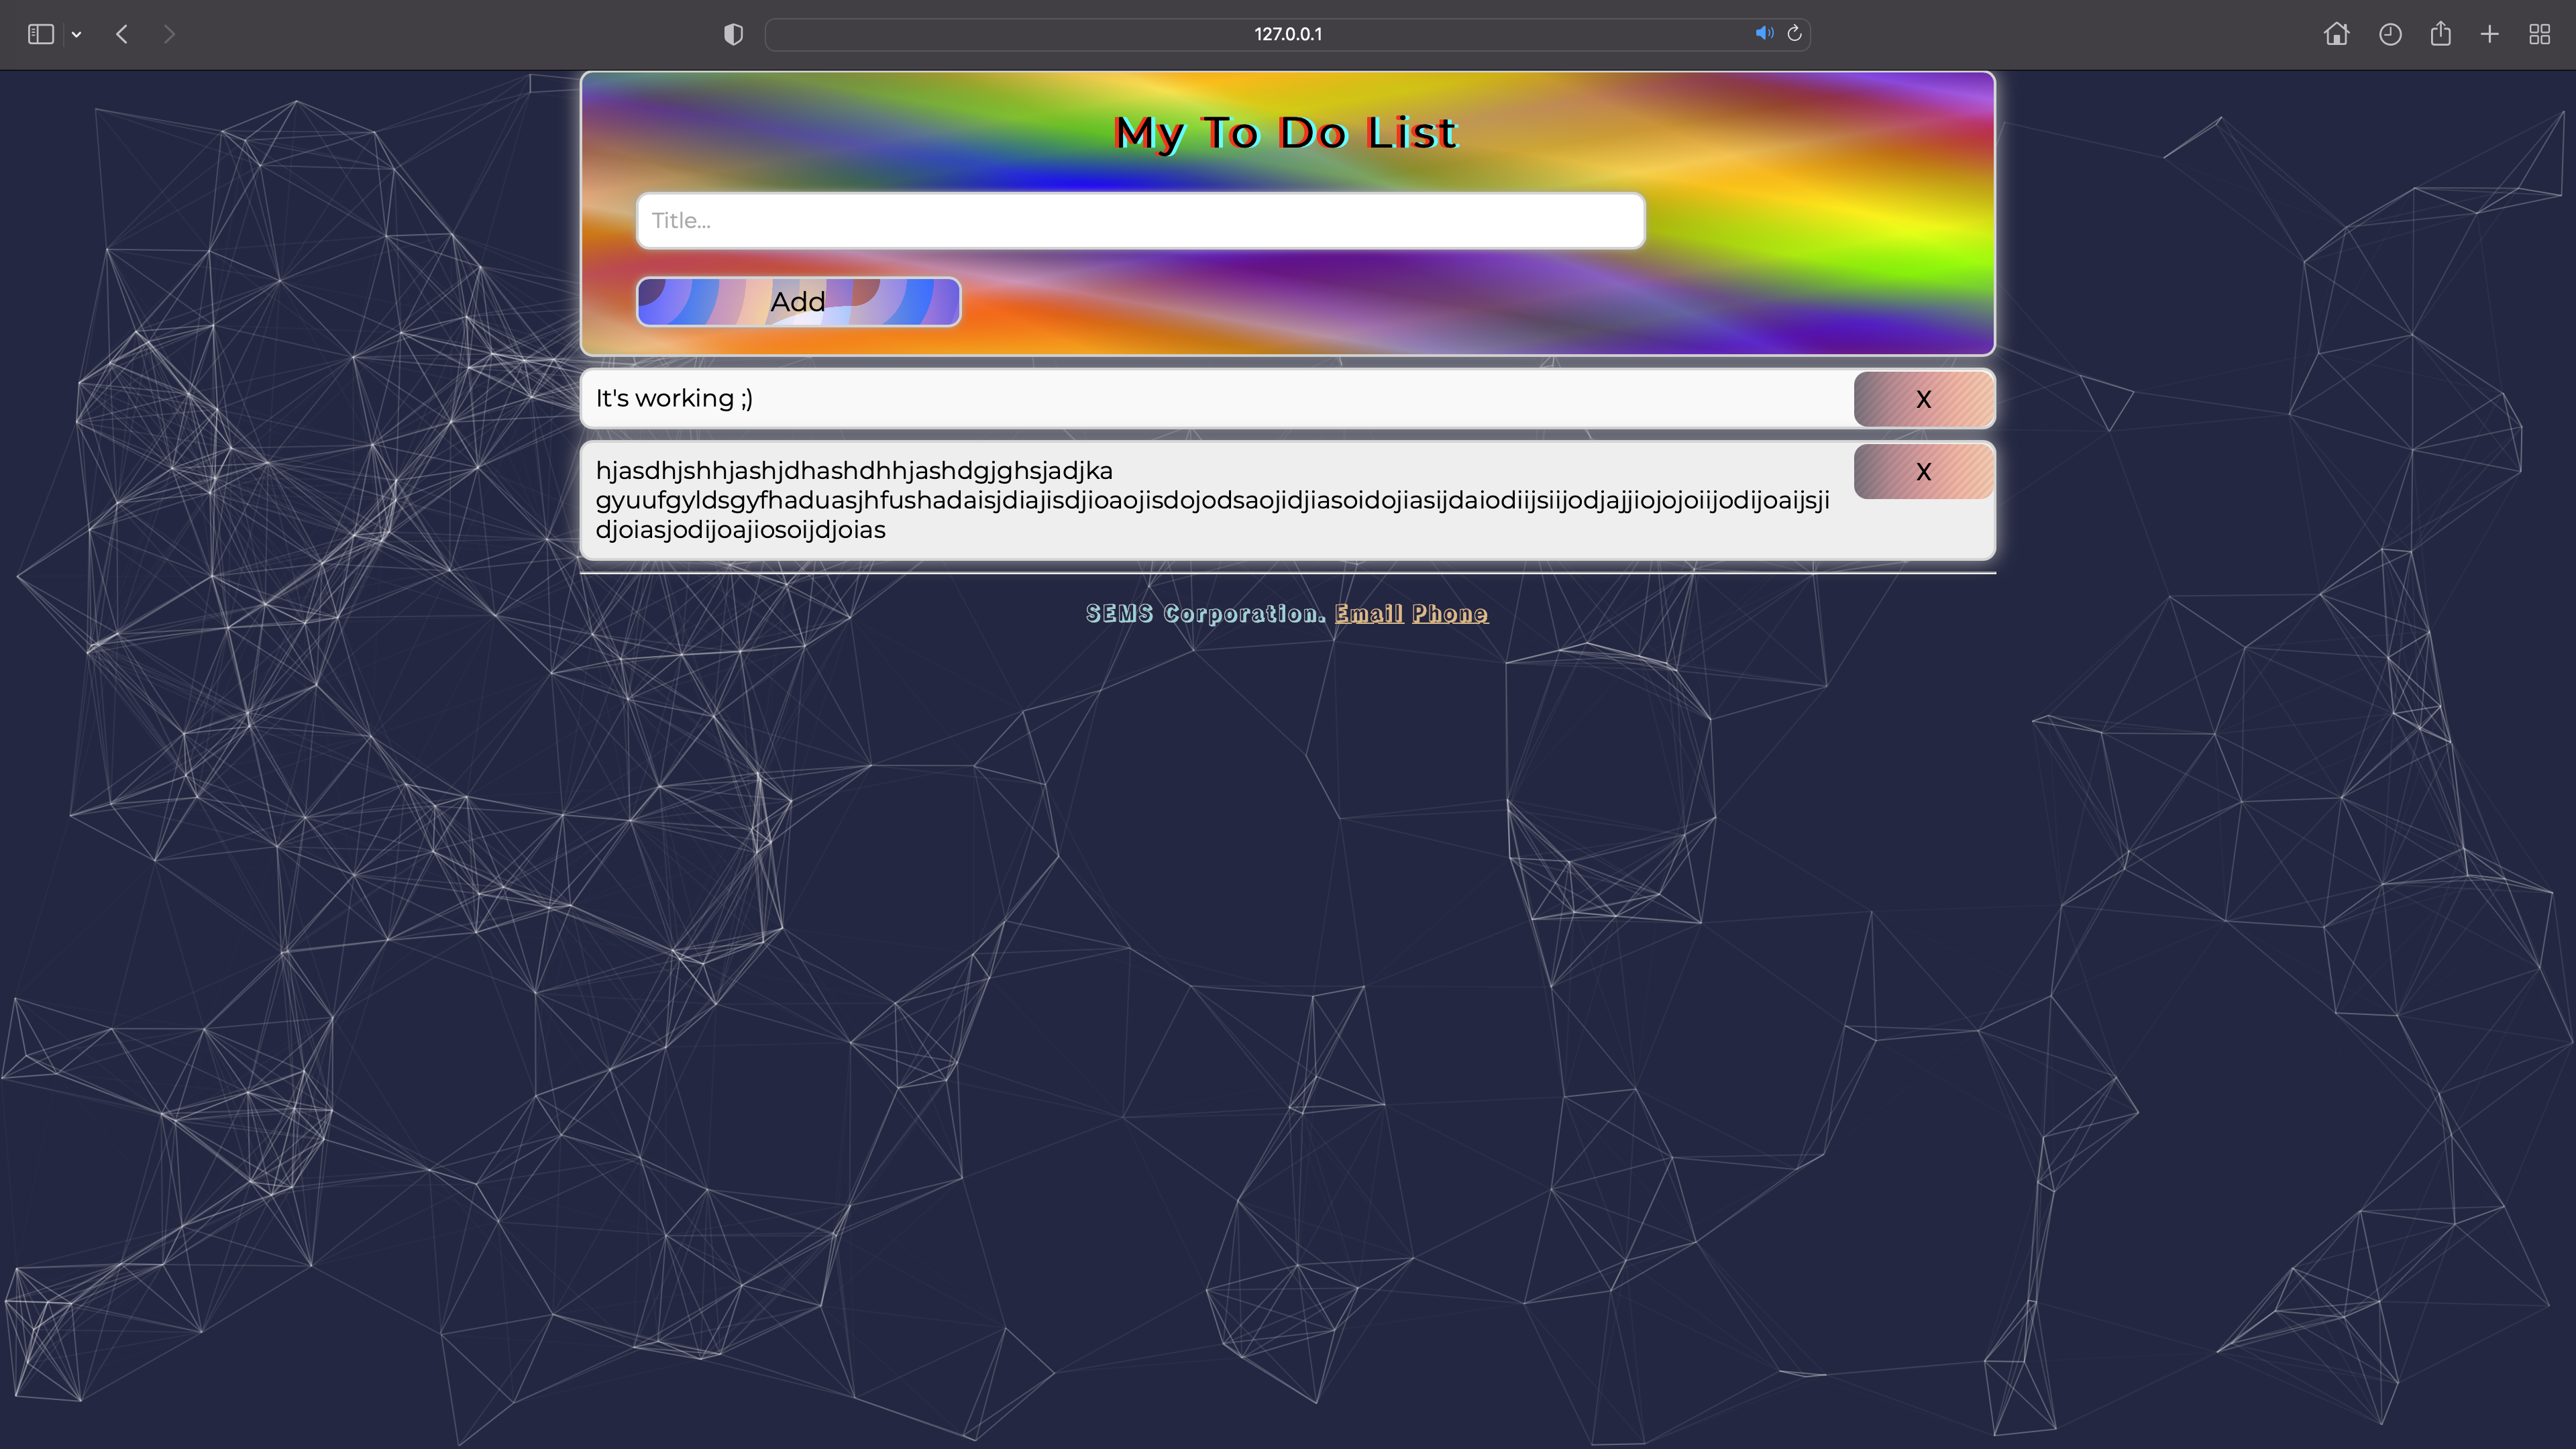 127.0.0.1
My To Do List
Title...
Add
It's working ;)
X
hjasdhjshhjashjdhashdhhjashdgjghsjadjka
X
gyuufgyldsgyfhaduasjhfushadaisjdiajisdjioaojisdojodsaojidjiasoidojiasijdaiodiijsiijodjajjiojojoiijodijoaijsji
djoiasjodijoajiosoijdjoias
SEMS Corporation. Email Phone